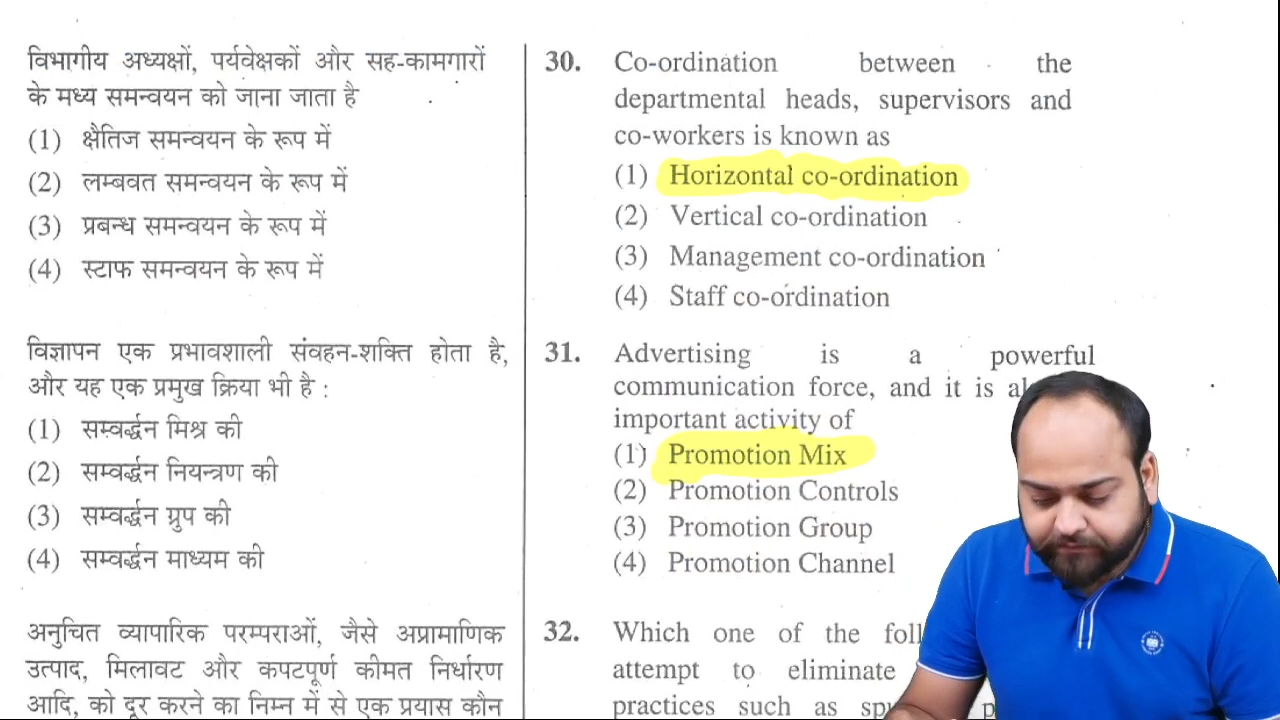 विभागीय अध्यक्षों, पर्यवेक्षकों और सह-कामगारों
के मध्य समन्वयन को जाना जाता है
(1) क्षैतिज समन्वयन के रूप में
(2) लम्बवत समन्वयन के रूप में
(3) प्रबन्ध समन्वयन के रूप में
(4) स्टाफ समन्वयन के रूप में
विज्ञापन एक प्रभावशाली संवहन-शक्ति होता है,
और यह एक प्रमुख क्रिया भी है :
(1) सम्वर्द्धन मिश्र की
(2) सम्वर्द्धन नियन्त्रण की
(3) सम्वर्द्धन ग्रुप की
(4) सम्वर्द्धन माध्यम की
अनुचित व्यापारिक परम्पराओं, जैसे अप्रामाणिक
उत्पाद, मिलावट और कपटपूर्ण कीमत निर्धारण
आदि, को दूर करने का निम्न में से एक प्रयास कौन
30. Co-ordination between the
departmental heads, supervisors and
co-workers is known as
(1) Horizontal co-ordination
(2) Vertical co-ordination
(3) Management co-ordination
(4) Staff co-ordination
31. Advertising is a powerful
communication force, and it is
important activity of
(1) Promotion Mix
(2) Promotion Controls
(3) Promotion Group
(4) Promotion Channel
32. Which one of the
attempt to eliminate
practices such as